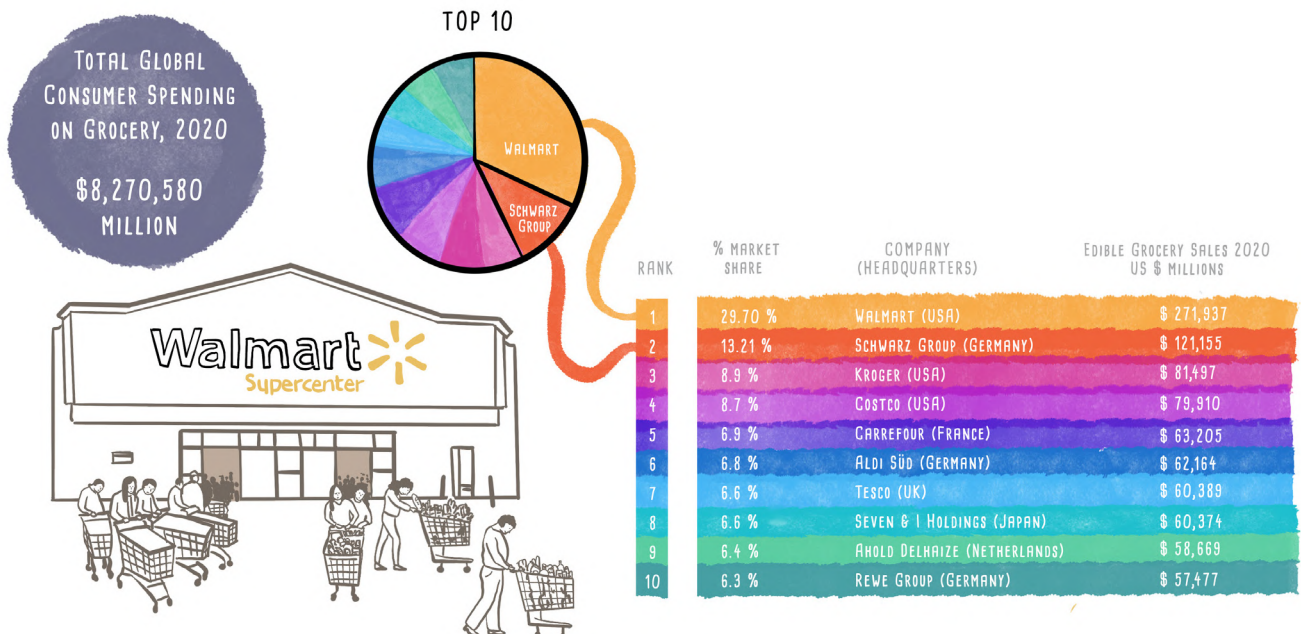 TOTAL GLOBAL
CONSUMER SPENDING
ON GROCERY, 2020
$8,270,580
MILLION
TOP 10
WALMART
SCHWARZ
GROUP
Walmart
Supercenter
RANK % MARKET SHARE COMPANY (HEADQUARTERS) EDIBLE GROCERY SALES 2020 US $ MILLIONS
1 29.70 % WALMART (USA) $ 271,937
2 13.21 % SCHWARZ GROUP (GERMANY) $ 121,155
3 8.9 % KROGER (USA) $ 81,497
4 8.7 % COSTCO (USA) $ 79,910
5 6.9 % CARREFOUR (FRANCE) $ 63,205
6 6.8 % ALDI SÜD (GERMANY) $ 62,164
7 6.6 % TESCO (UK) $ 60,389
8 6.6 % SEVEN & I HOLDINGS (JAPAN) $ 60,374
9 6.4 % AHOLD DELHAIZE (NETHERLANDS) $ 58,669
10 6.3 % REWE GROUP (GERMANY) $ 57,477